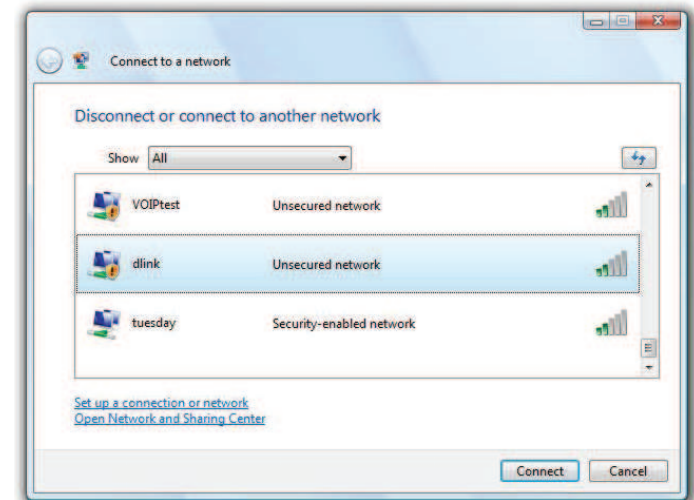 Connect to a network
Disconnect or connect to another network
Show All
VOIPtest Unsecured network
dlink Unsecured network
tuesday Security-enabled network
Set up a connection or network
Open Network and Sharing Center
Connect Cancel